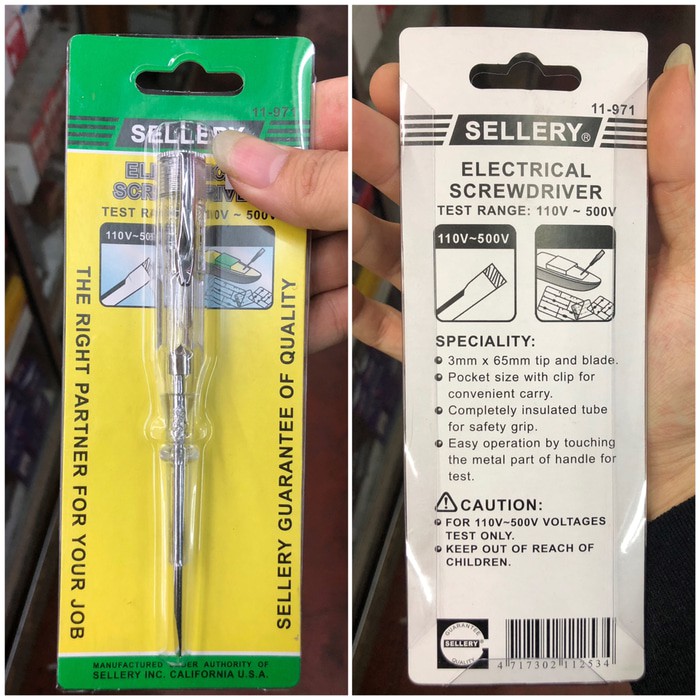 11-971
SELLERY
TEST
110V ~ 500V
THE RIGHT PARTNER FOR YOUR JOB
SELLERY GUARANTEE OF QUALITY
MANUFACTURED AUTHORITY OF
SELLERY INC. CALIFORNIA U.S.A.
11-971
SELLERY®
ELECTRICAL
SCREWDRIVER
TEST RANGE: 110V ~ 500V
110V~500V
SPECIALITY:
3mm x 65mm tip and blade.
Pocket size with clip for
convenient carry.
Completely insulated tube
for safety grip.
Easy operation by touching
the metal part of handle for
test.
CAUTION:
FOR 110V~500V VOLTAGES
TEST ONLY.
KEEP OUT OF REACH OF
CHILDREN.
GUARANTEE
SELLERY
QUALITY
4 717302 112534